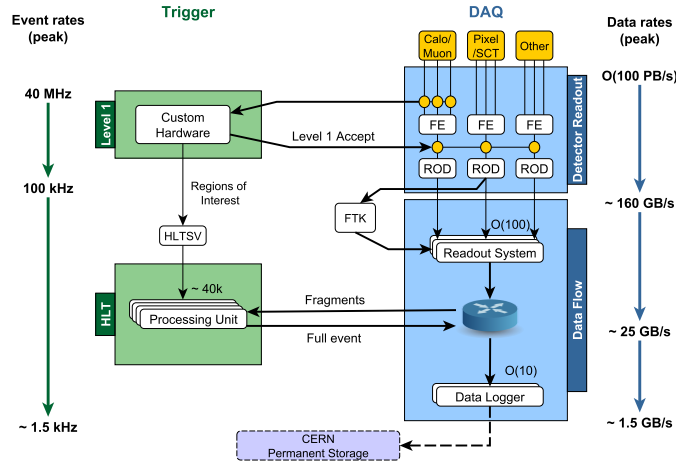 Event rates
(peak)
Trigger
DAQ
Data rates
(peak)
Calo/
Muon
Pixel
/SCT
Other
40 MHz
O(100 PB/s)
Level 1
Custom
Hardware
FE
FE
FE
Detector Readout
Level 1 Accept
ROD
ROD
ROD
100 kHz
Regions of
Interest
~ 160 GB/s
FTK
O(100)
HLTSV
Readout System
HLT
~ 40k
Processing Unit
Fragments
Full event
Data Flow
~ 25 GB/s
O(10)
Data Logger
~ 1.5 kHz
~ 1.5 GB/s
CERN
Permanent Storage